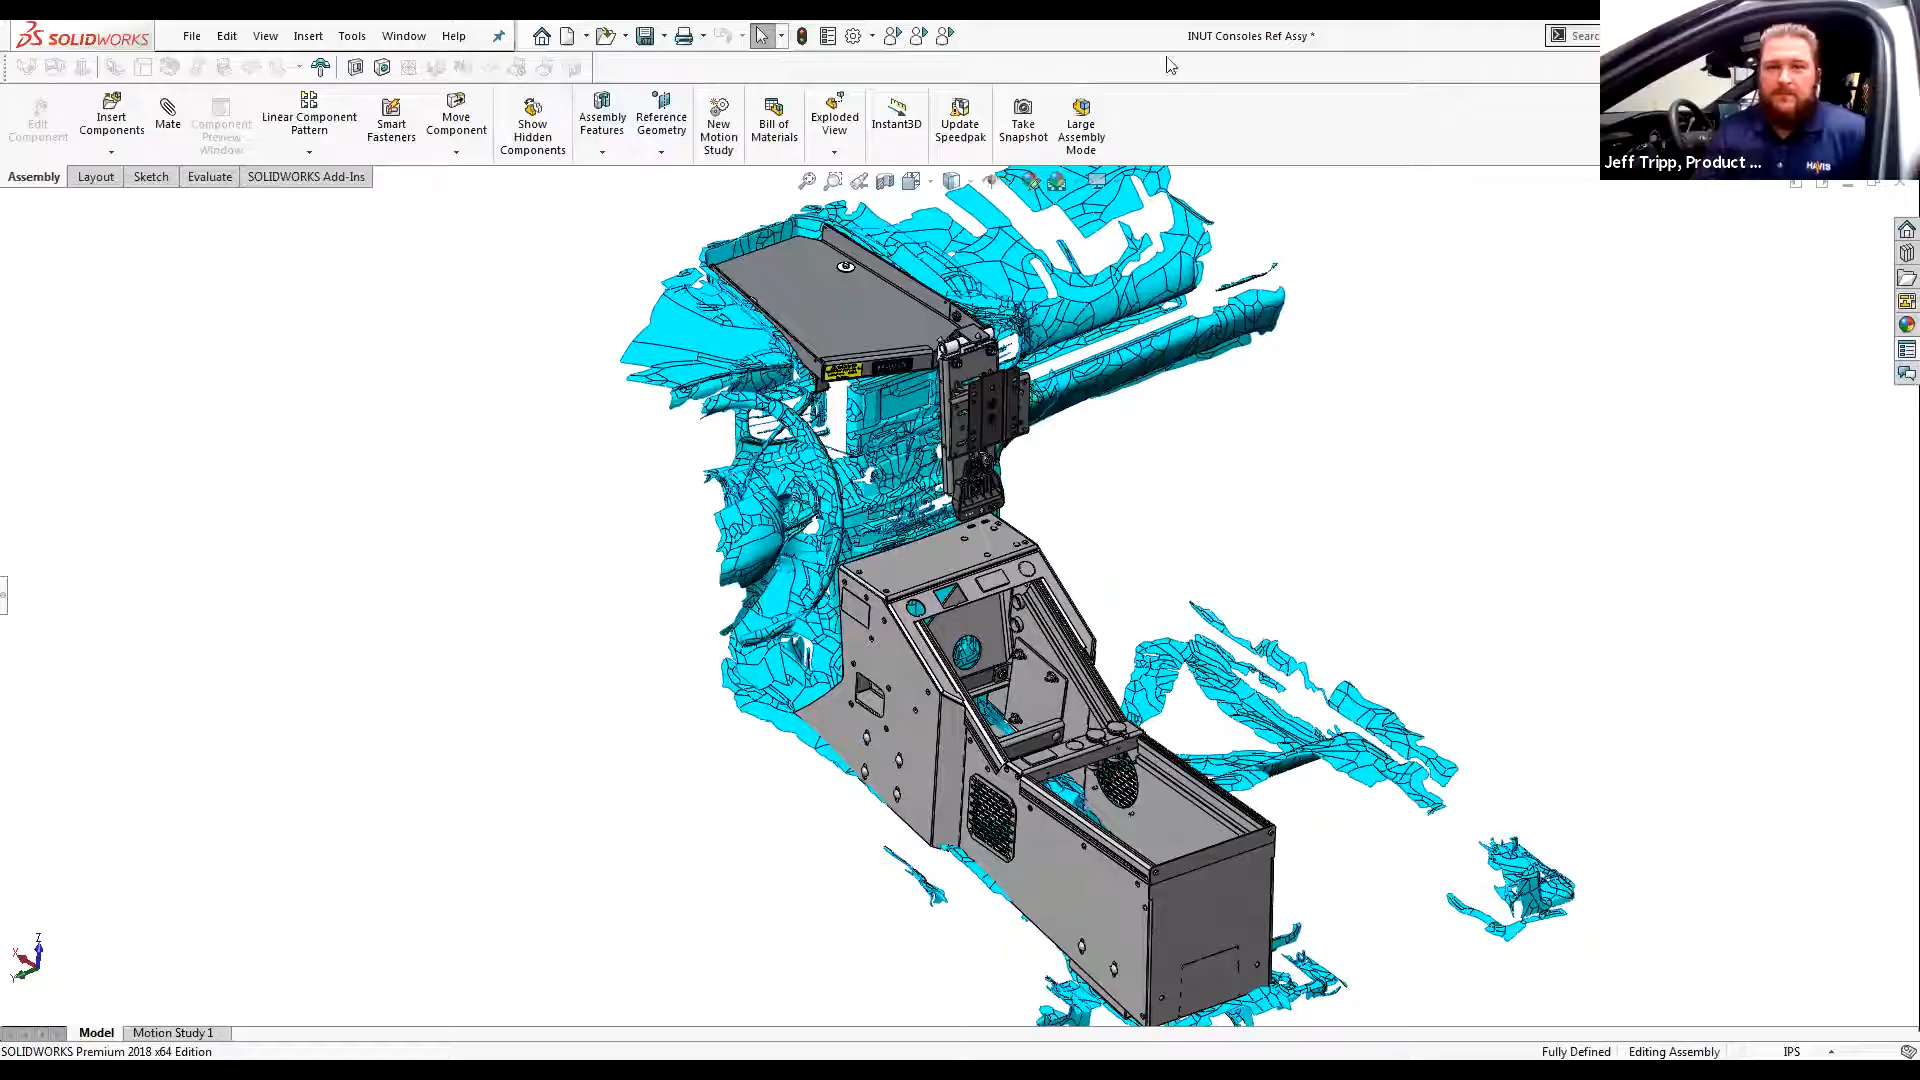 SOLIDWORKS File Edit View Insert Tools Window Help
INUT Consoles Ref Assy *
Searc
Edit Component
Insert Components
Mate
Component Preview Window
Linear Component Pattern
Smart Fasteners
Move Component
Show Hidden Components
Assembly Features
Reference Geometry
New Motion Study
Bill of Materials
Exploded View
Instant3D
Update Speedpak
Take Snapshot
Large Assembly Mode
HAVIS
Jeff Tripp, Product ...
Assembly Layout Sketch Evaluate SOLIDWORKS Add-Ins
Z
X
Y
Model Motion Study 1
SOLIDWORKS Premium 2018 x64 Edition
Fully Defined Editing Assembly IPS